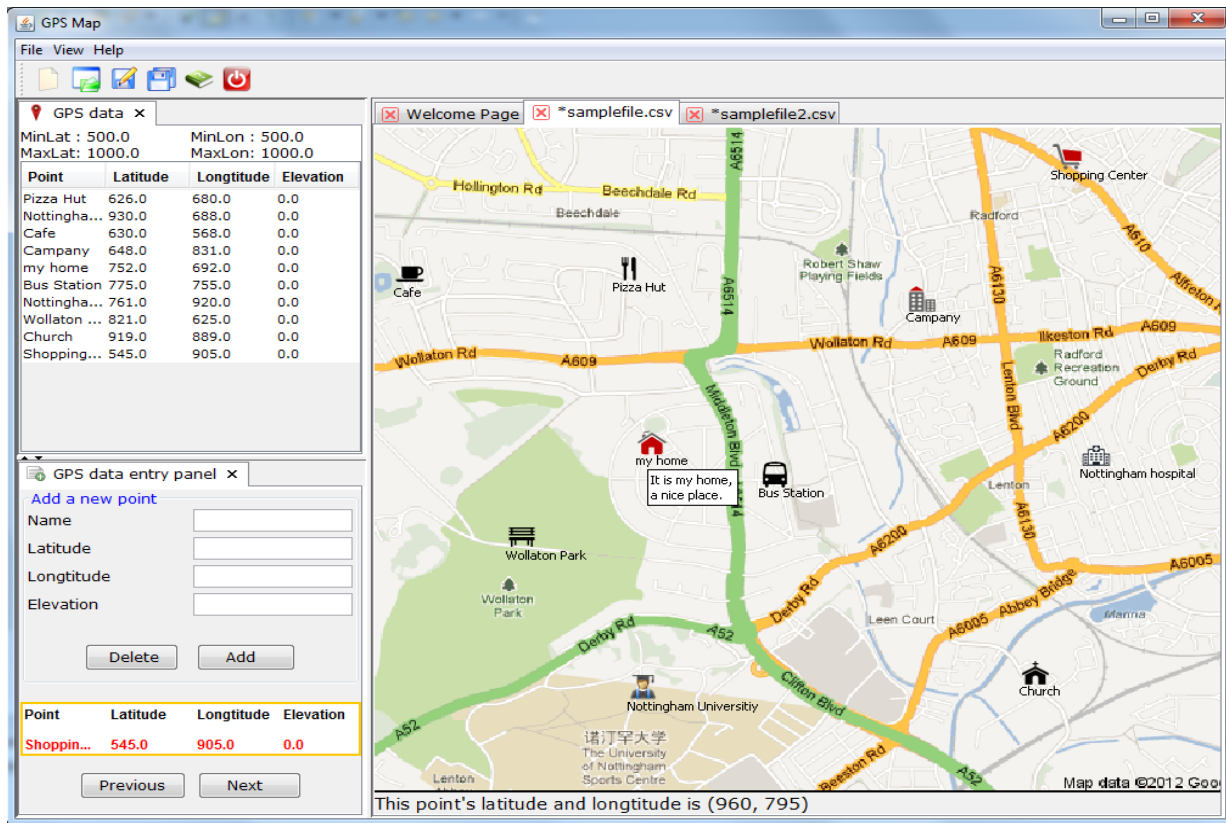 GPS Map
File View Help
GPS data
MinLat : 500.0 MinLon : 500.0
MaxLat: 1000.0 MaxLon: 1000.0
Point Latitude Longtitude Elevation
Pizza Hut 626.0 680.0 0.0
Nottingha... 930.0 688.0 0.0
Cafe 630.0 568.0 0.0
Campany 648.0 831.0 0.0
my home 752.0 692.0 0.0
Bus Station 775.0 755.0 0.0
Nottingha... 761.0 920.0 0.0
Wollaton ... 821.0 625.0 0.0
Church 919.0 889.0 0.0
Shopping... 545.0 905.0 0.0
GPS data entry panel
Add a new point
Name
Latitude
Longtitude
Elevation
Delete Add
Point Latitude Longtitude Elevation
Shoppin... 545.0 905.0 0.0
Previous Next
Welcome Page *samplefile.csv *samplefile2.csv
A6514
Shopping Center
Hollington Rd
Beechdale Rd
Beechdale
Radford
A610
Robert Shaw
Playing Fields
Cafe
Pizza Hut
A6514
A6130
Alfreton
Campany
Wollaton Rd
A609
Wollaton Rd
A609
Ilkeston Rd
A609
Radford
Recreation
Ground
Derby Rd
Middleton Blvd
Lenton Blvd
A6200
my home
It is my home,
a nice place.
Bus Station
Nottingham hospital
Lenton
A6130
Wollaton Park
A6200
A6005
Wollaton
Park
Derby Rd
Abbey Bridge
A6005
Marina
Leen Court
Derby Rd
A52
Clifton Blvd
Church
Nottingham Universitiy
A52
诺汀罕大学
The University
of Nottingham
Sports Centre
Lenton
Beeston Rd
A52
Map data ©2012 Goo
This point's latitude and longtitude is (960, 795)